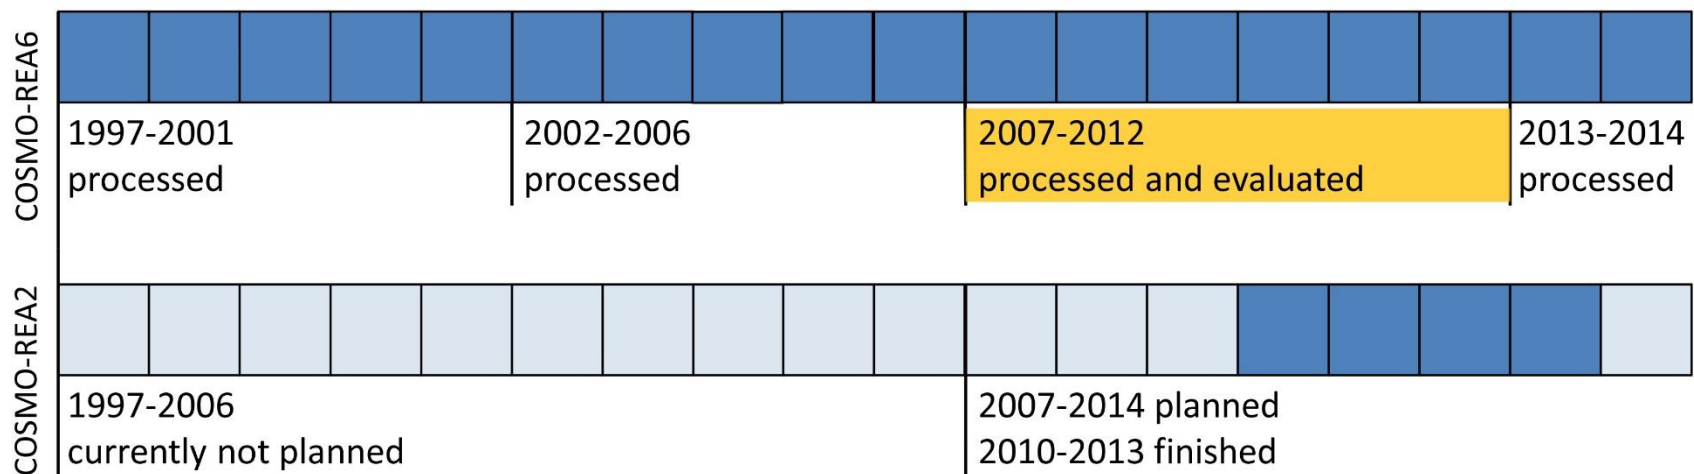 COSMO-REA6
1997-2001
processed
2002-2006
processed
2007-2012
processed and evaluated
2013-2014
processed
COSMO-REA2
1997-2006
currently not planned
2007-2014 planned
2010-2013 finished